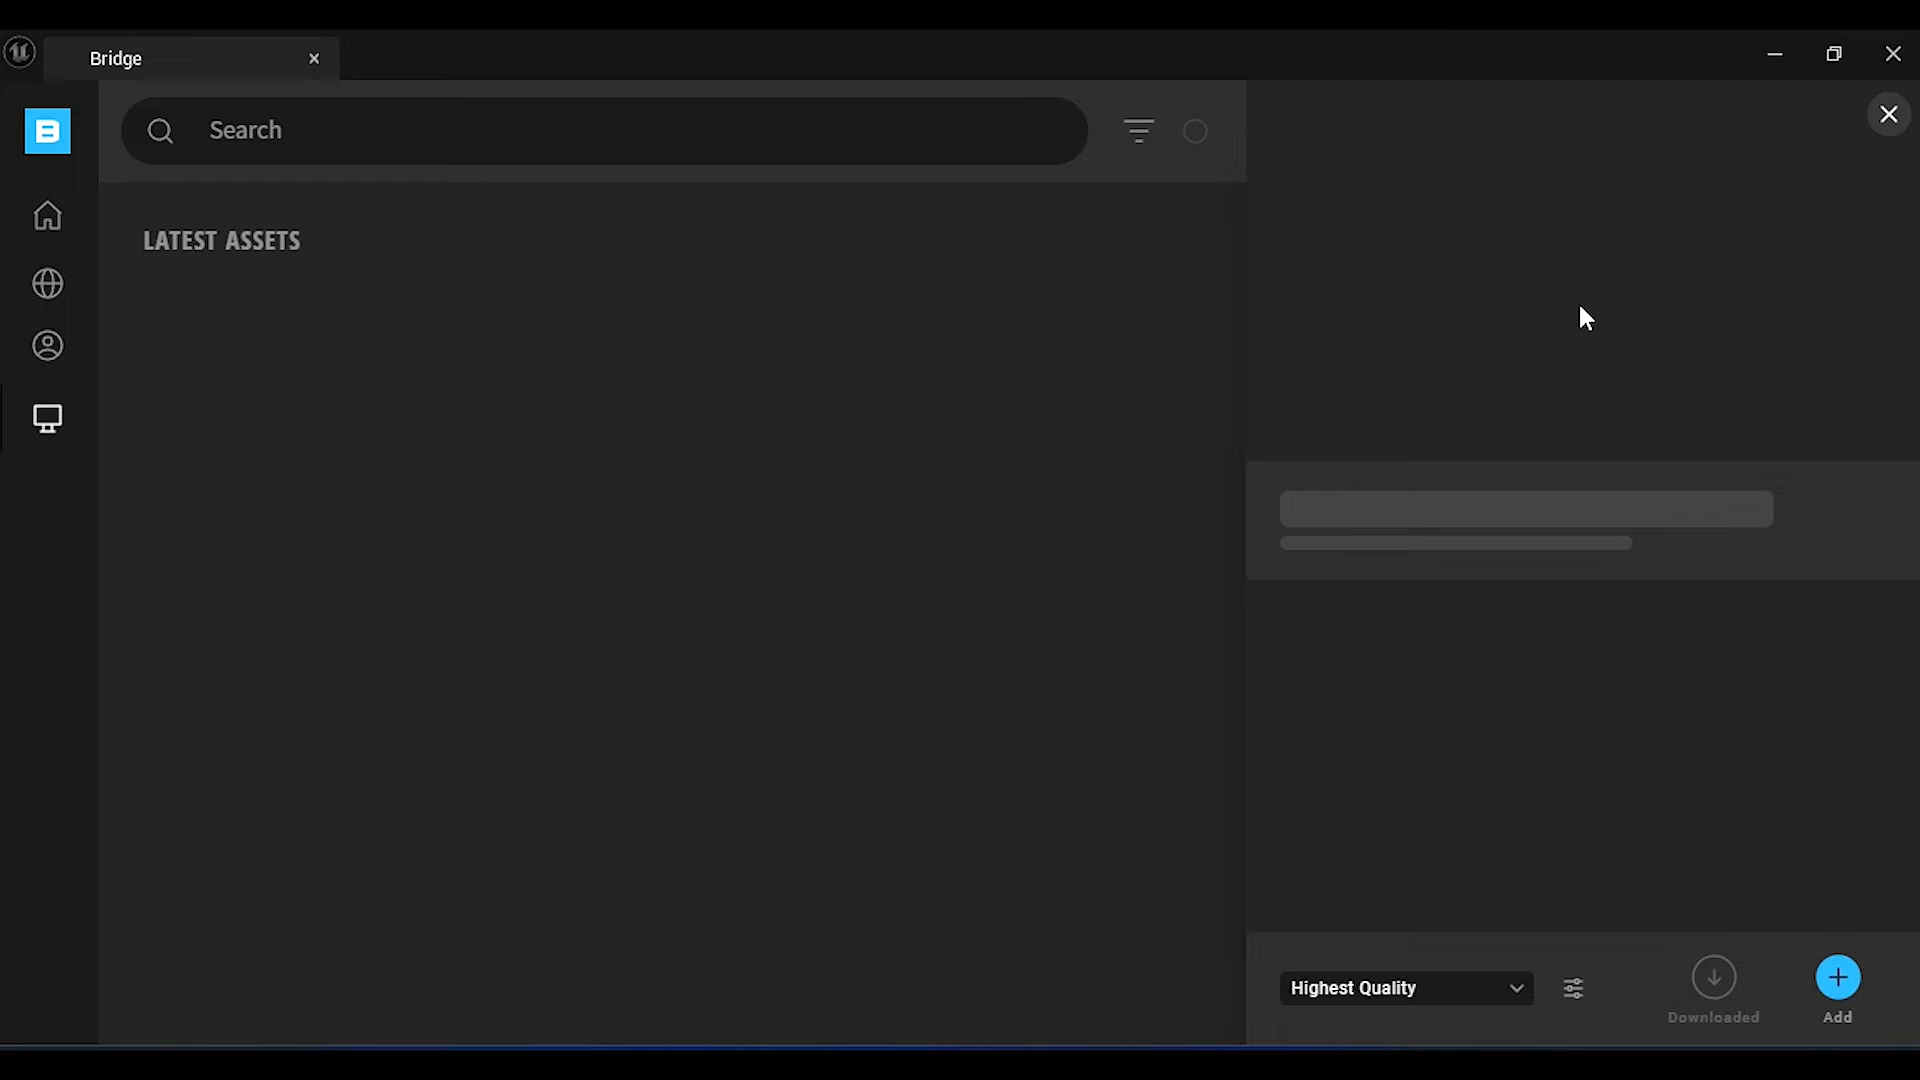 Bridge
Search
LATEST ASSETS
Highest Quality
Downloaded
Add